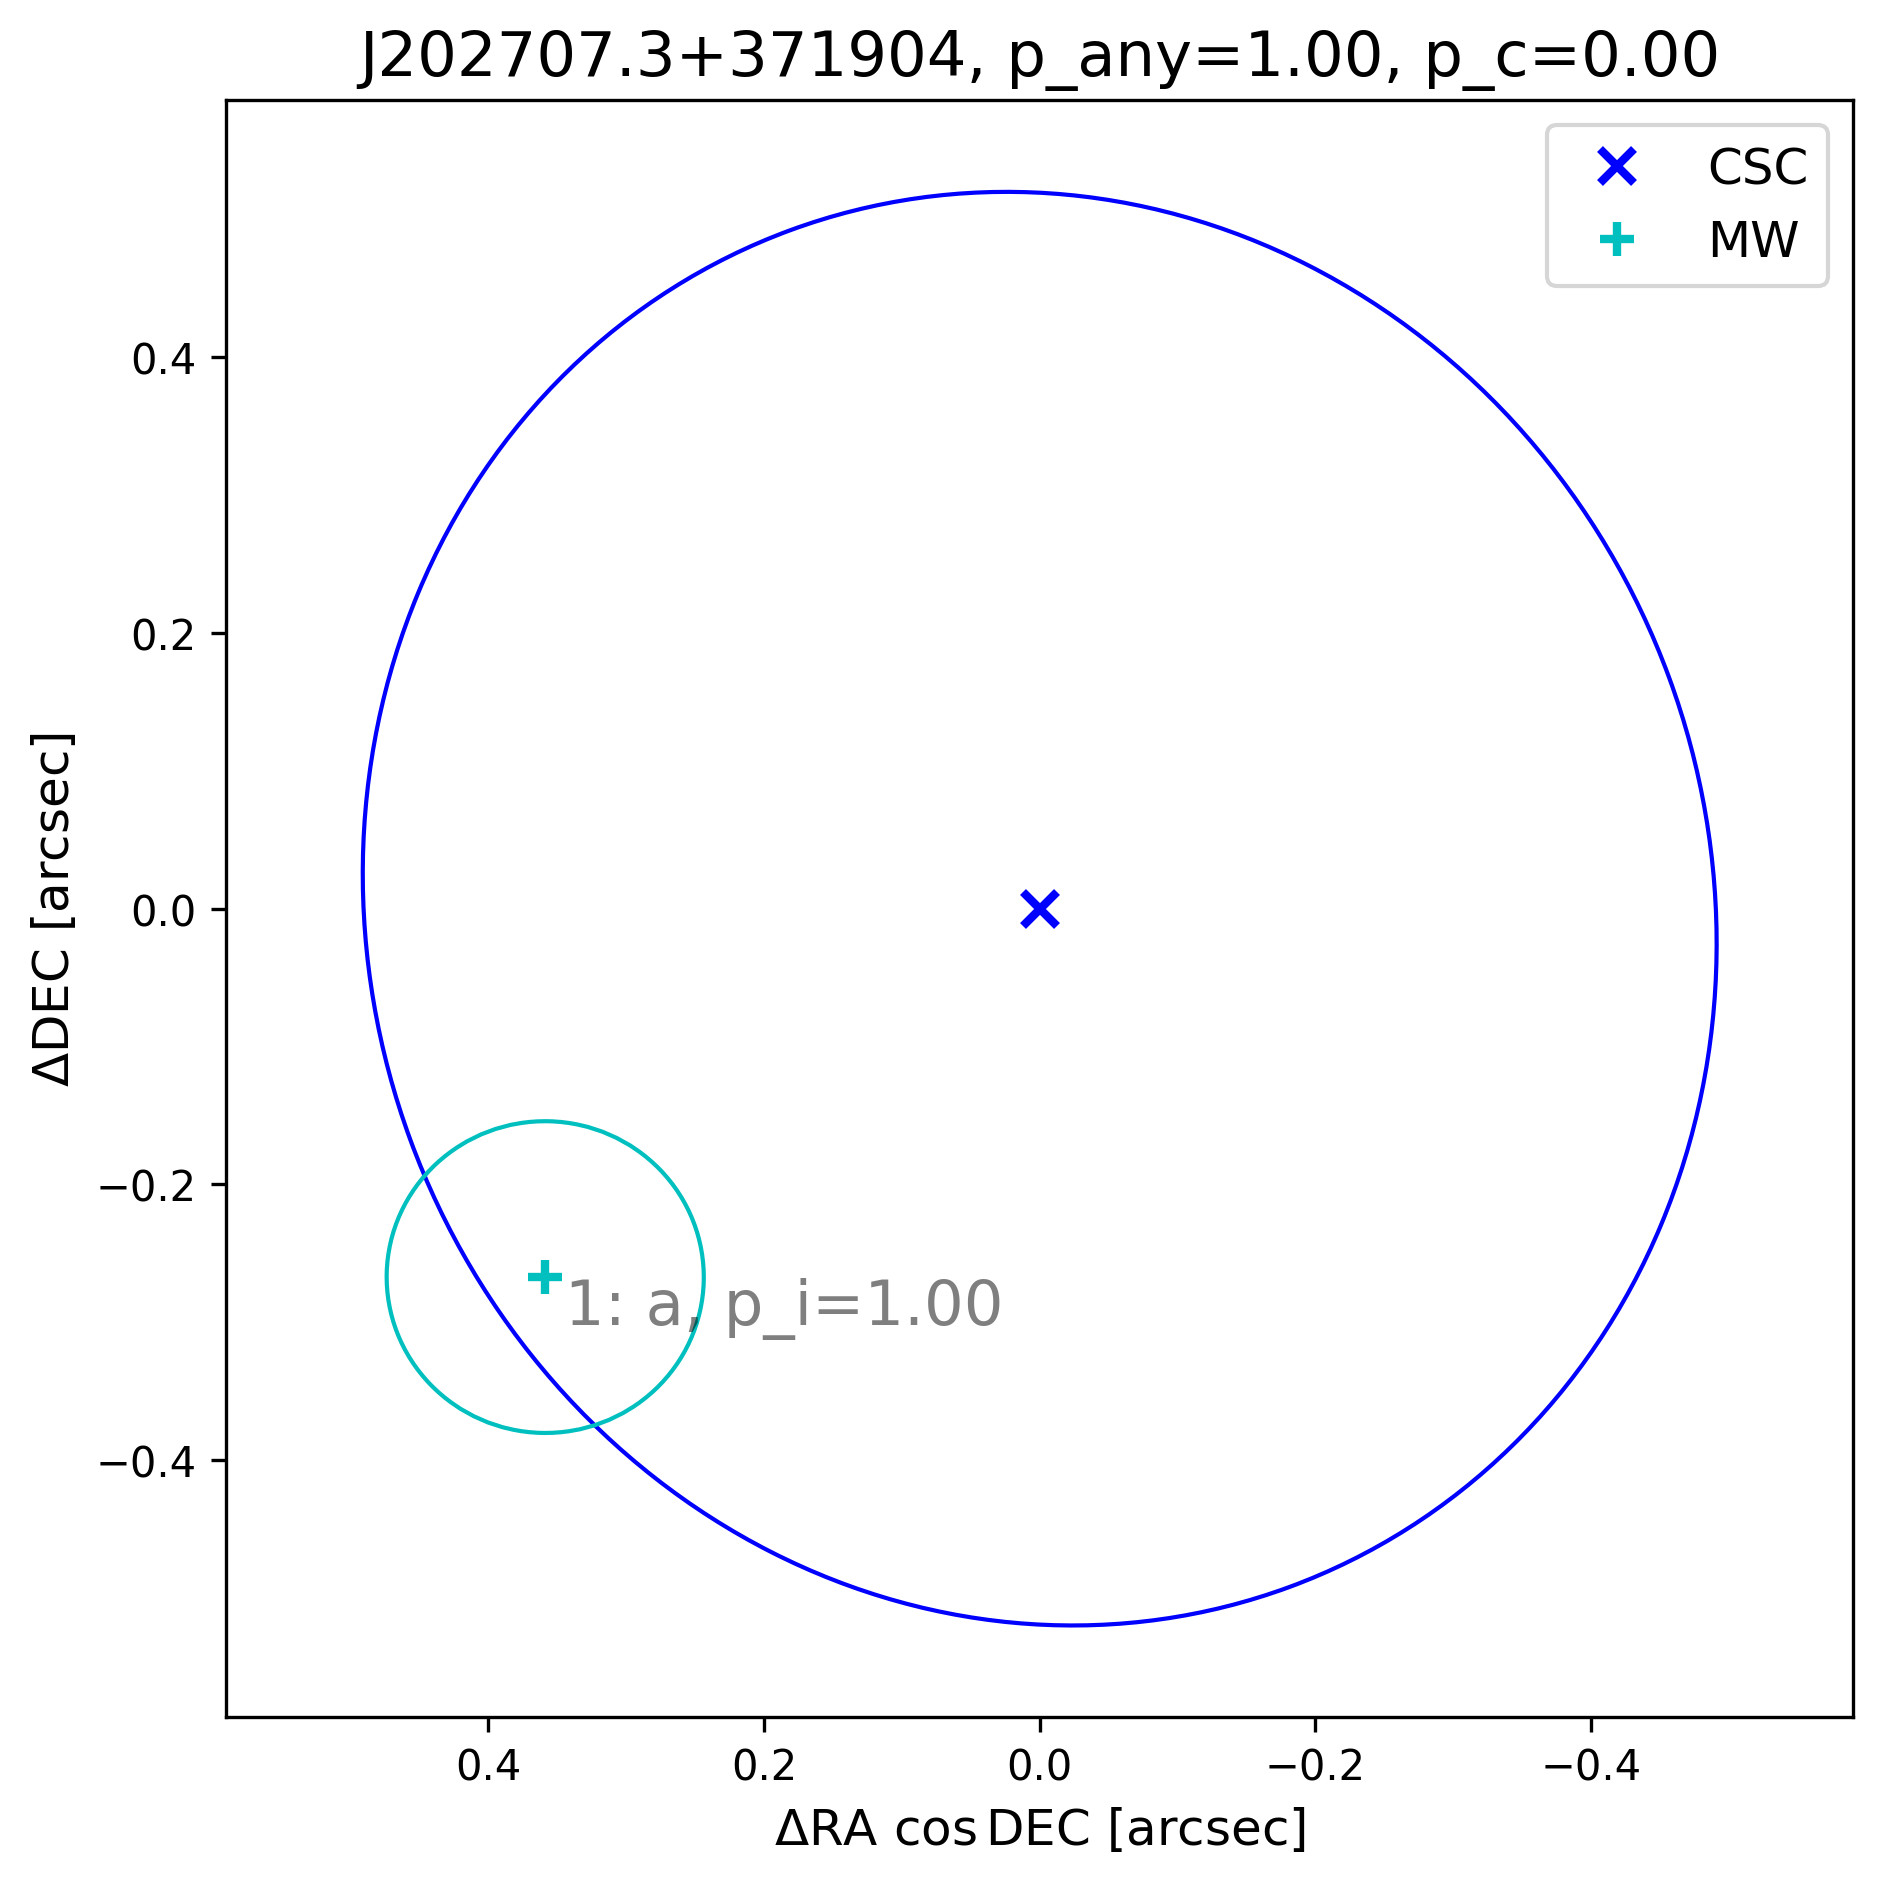 J202707.3+371904, p_any=1.00, p_c=0.00
CSC
MW
0.4
0.2
0.0
−0.2
−0.4
ΔDEC [arcsec]
1: a, p_i=1.00
0.4
0.2
0.0
−0.2
−0.4
ΔRA cos DEC [arcsec]